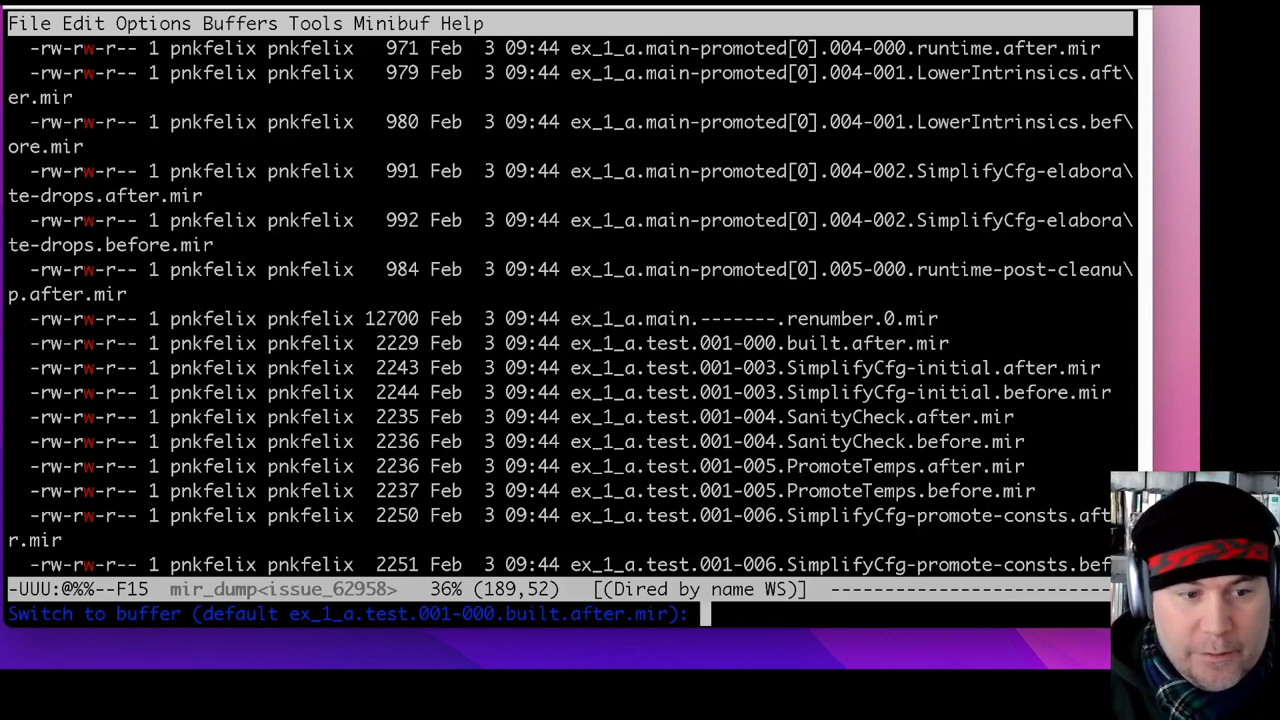 File Edit Options Buffers Tools Minibuf Help
-rw-rw-r-- 1 pnkfelix pnkfelix 971 Feb 3 09:44 ex_1_a.main-promoted[0].004-000.runtime.after.mir
-rw-rw-r-- 1 pnkfelix pnkfelix 979 Feb 3 09:44 ex_1_a.main-promoted[0].004-001.LowerIntrinsics.aft\
er.mir
-rw-rw-r-- 1 pnkfelix pnkfelix 980 Feb 3 09:44 ex_1_a.main-promoted[0].004-001.LowerIntrinsics.bef\
ore.mir
-rw-rw-r-- 1 pnkfelix pnkfelix 991 Feb 3 09:44 ex_1_a.main-promoted[0].004-002.SimplifyCfg-elabora\
te-drops.after.mir
-rw-rw-r-- 1 pnkfelix pnkfelix 992 Feb 3 09:44 ex_1_a.main-promoted[0].004-002.SimplifyCfg-elabora\
te-drops.before.mir
-rw-rw-r-- 1 pnkfelix pnkfelix 984 Feb 3 09:44 ex_1_a.main-promoted[0].005-000.runtime-post-cleanu\
p.after.mir
-rw-rw-r-- 1 pnkfelix pnkfelix 12700 Feb 3 09:44 ex_1_a.main.-------.renumber.0.mir
-rw-rw-r-- 1 pnkfelix pnkfelix 2229 Feb 3 09:44 ex_1_a.test.001-000.built.after.mir
-rw-rw-r-- 1 pnkfelix pnkfelix 2243 Feb 3 09:44 ex_1_a.test.001-003.SimplifyCfg-initial.after.mir
-rw-rw-r-- 1 pnkfelix pnkfelix 2244 Feb 3 09:44 ex_1_a.test.001-003.SimplifyCfg-initial.before.mir
-rw-rw-r-- 1 pnkfelix pnkfelix 2235 Feb 3 09:44 ex_1_a.test.001-004.SanityCheck.after.mir
-rw-rw-r-- 1 pnkfelix pnkfelix 2236 Feb 3 09:44 ex_1_a.test.001-004.SanityCheck.before.mir
-rw-rw-r-- 1 pnkfelix pnkfelix 2236 Feb 3 09:44 ex_1_a.test.001-005.PromoteTemps.after.mir
-rw-rw-r-- 1 pnkfelix pnkfelix 2237 Feb 3 09:44 ex_1_a.test.001-005.PromoteTemps.before.mir
-rw-rw-r-- 1 pnkfelix pnkfelix 2250 Feb 3 09:44 ex_1_a.test.001-006.SimplifyCfg-promote-consts.aft
r.mir
-rw-rw-r-- 1 pnkfelix pnkfelix 2251 Feb 3 09:44 ex_1_a.test.001-006.SimplifyCfg-promote-consts.bef
-UUU:@%%--F15 mir_dump<issue_62958> 36% (189,52) [(Dired by name WS)] --------------------------
Switch to buffer (default ex_1_a.test.001-000.built.after.mir):